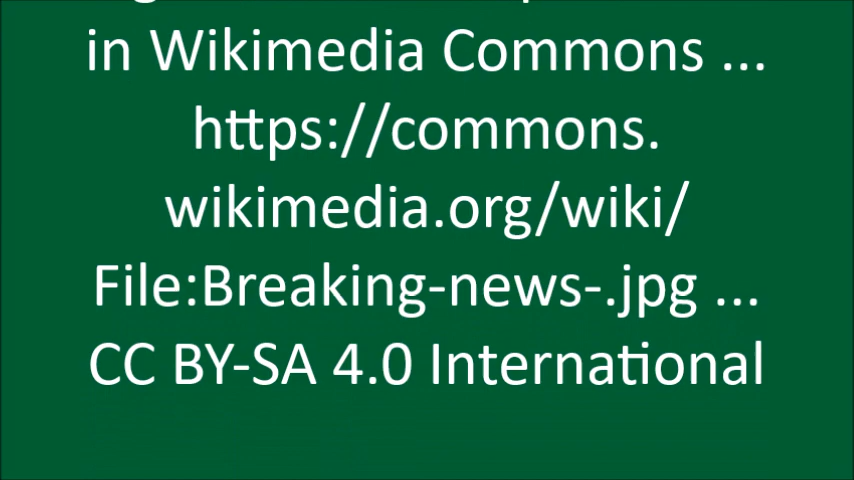 in Wikimedia Commons ...
https://commons.
wikimedia.org/wiki/
File:Breaking-news-.jpg ...
CC BY-SA 4.0 International